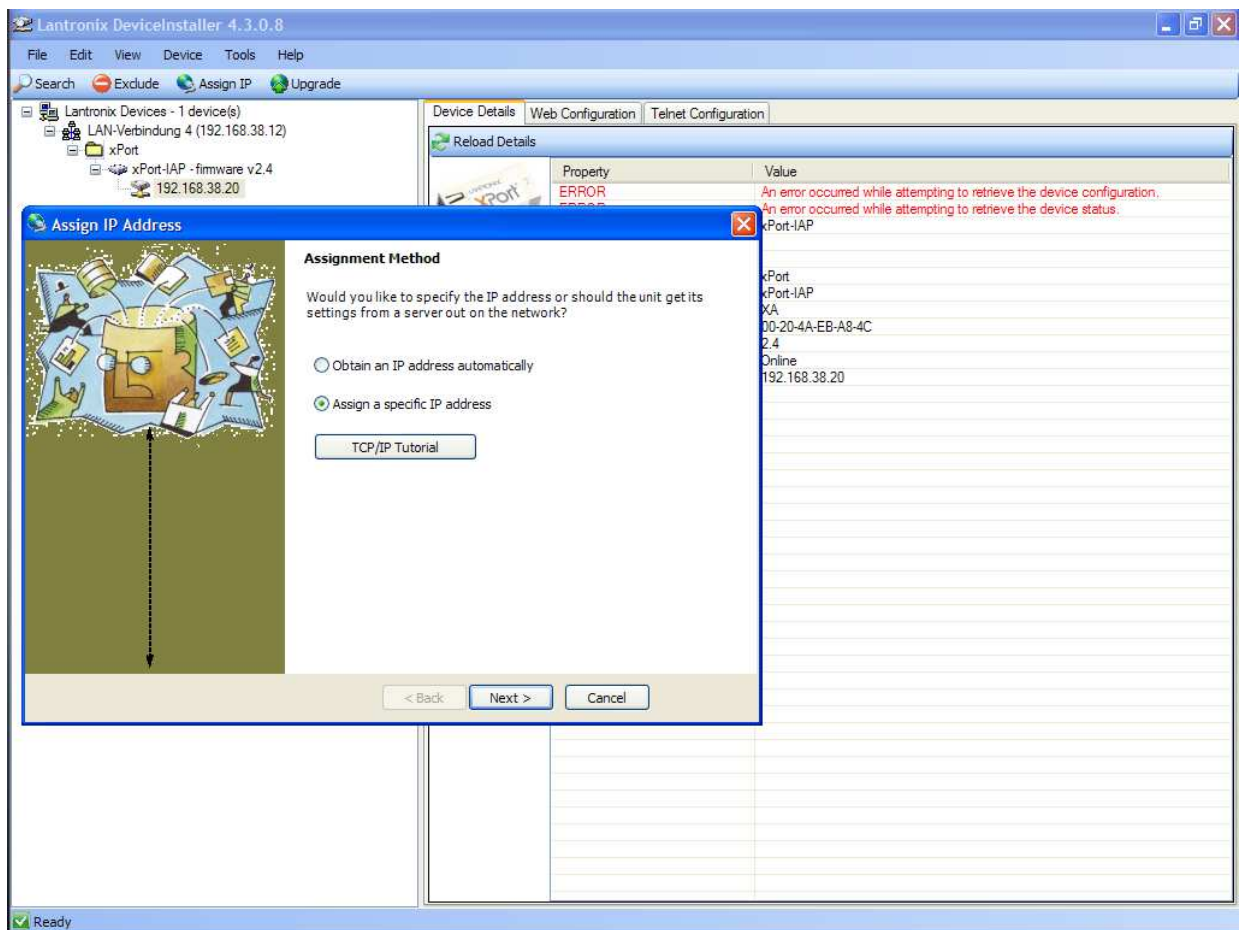 Lantronix DeviceInstaller 4.3.0.8
File Edit View Device Tools Help
Search Exclude Assign IP Upgrade
Lantronix Devices - 1 device(s)
LAN-Verbindung 4 (192.168.38.12)
xPort
xPort-IAP - firmware v2.4
192.168.38.20
Device Details Web Configuration Telnet Configuration
Reload Details
XPort
Property Value
ERROR An error occurred while attempting to retrieve the device configuration.
ERROR An error occurred while attempting to retrieve the device status.
xPort-IAP
xPort
xPort-IAP
XA
00-20-4A-EB-A8-4C
2.4
Online
192.168.38.20
Assign IP Address
Assignment Method
Would you like to specify the IP address or should the unit get its
settings from a server out on the network?
Obtain an IP address automatically
Assign a specific IP address
TCP/IP Tutorial
< Back Next > Cancel
Ready